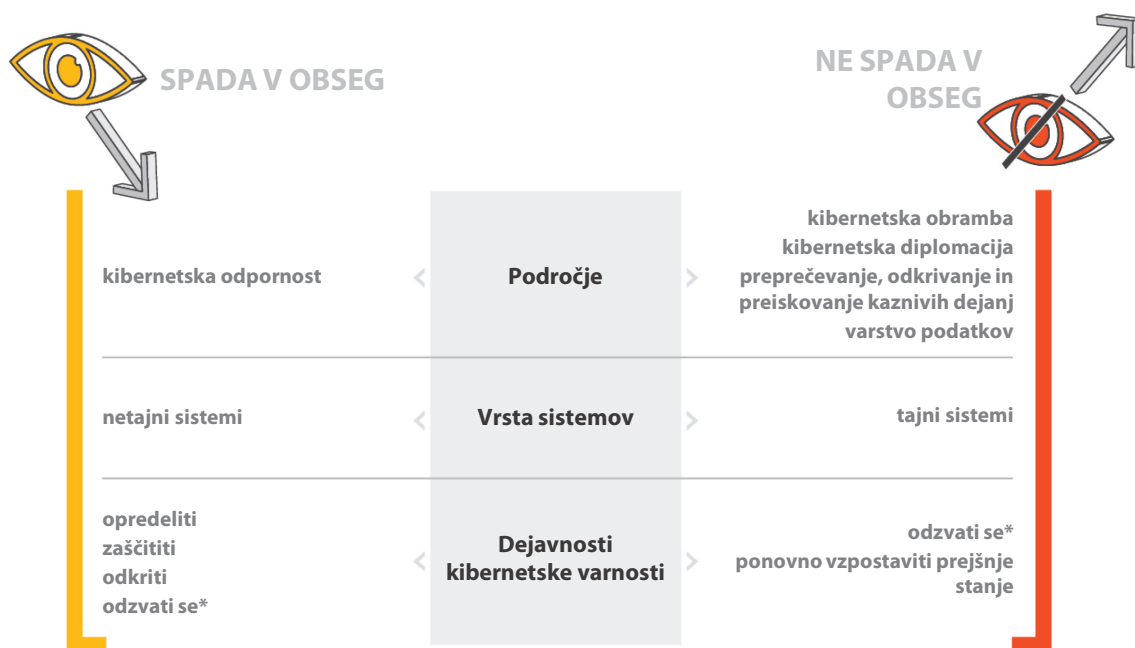 SPADA V OBSEG
NE SPADA V
OBSEG
kibernetska odpornost
Področje
kibernetska obramba
kibernetska diplomacija
preprečevanje, odkrivanje in
preiskovanje kaznivih dejanj
varstvo podatkov
netajni sistemi
Vrsta sistemov
tajni sistemi
opredeliti
zaščititi
odkriti
odzvati se*
Dejavnosti
kibernetske varnosti
odzvati se*
ponovno vzpostaviti prejšnje
stanje